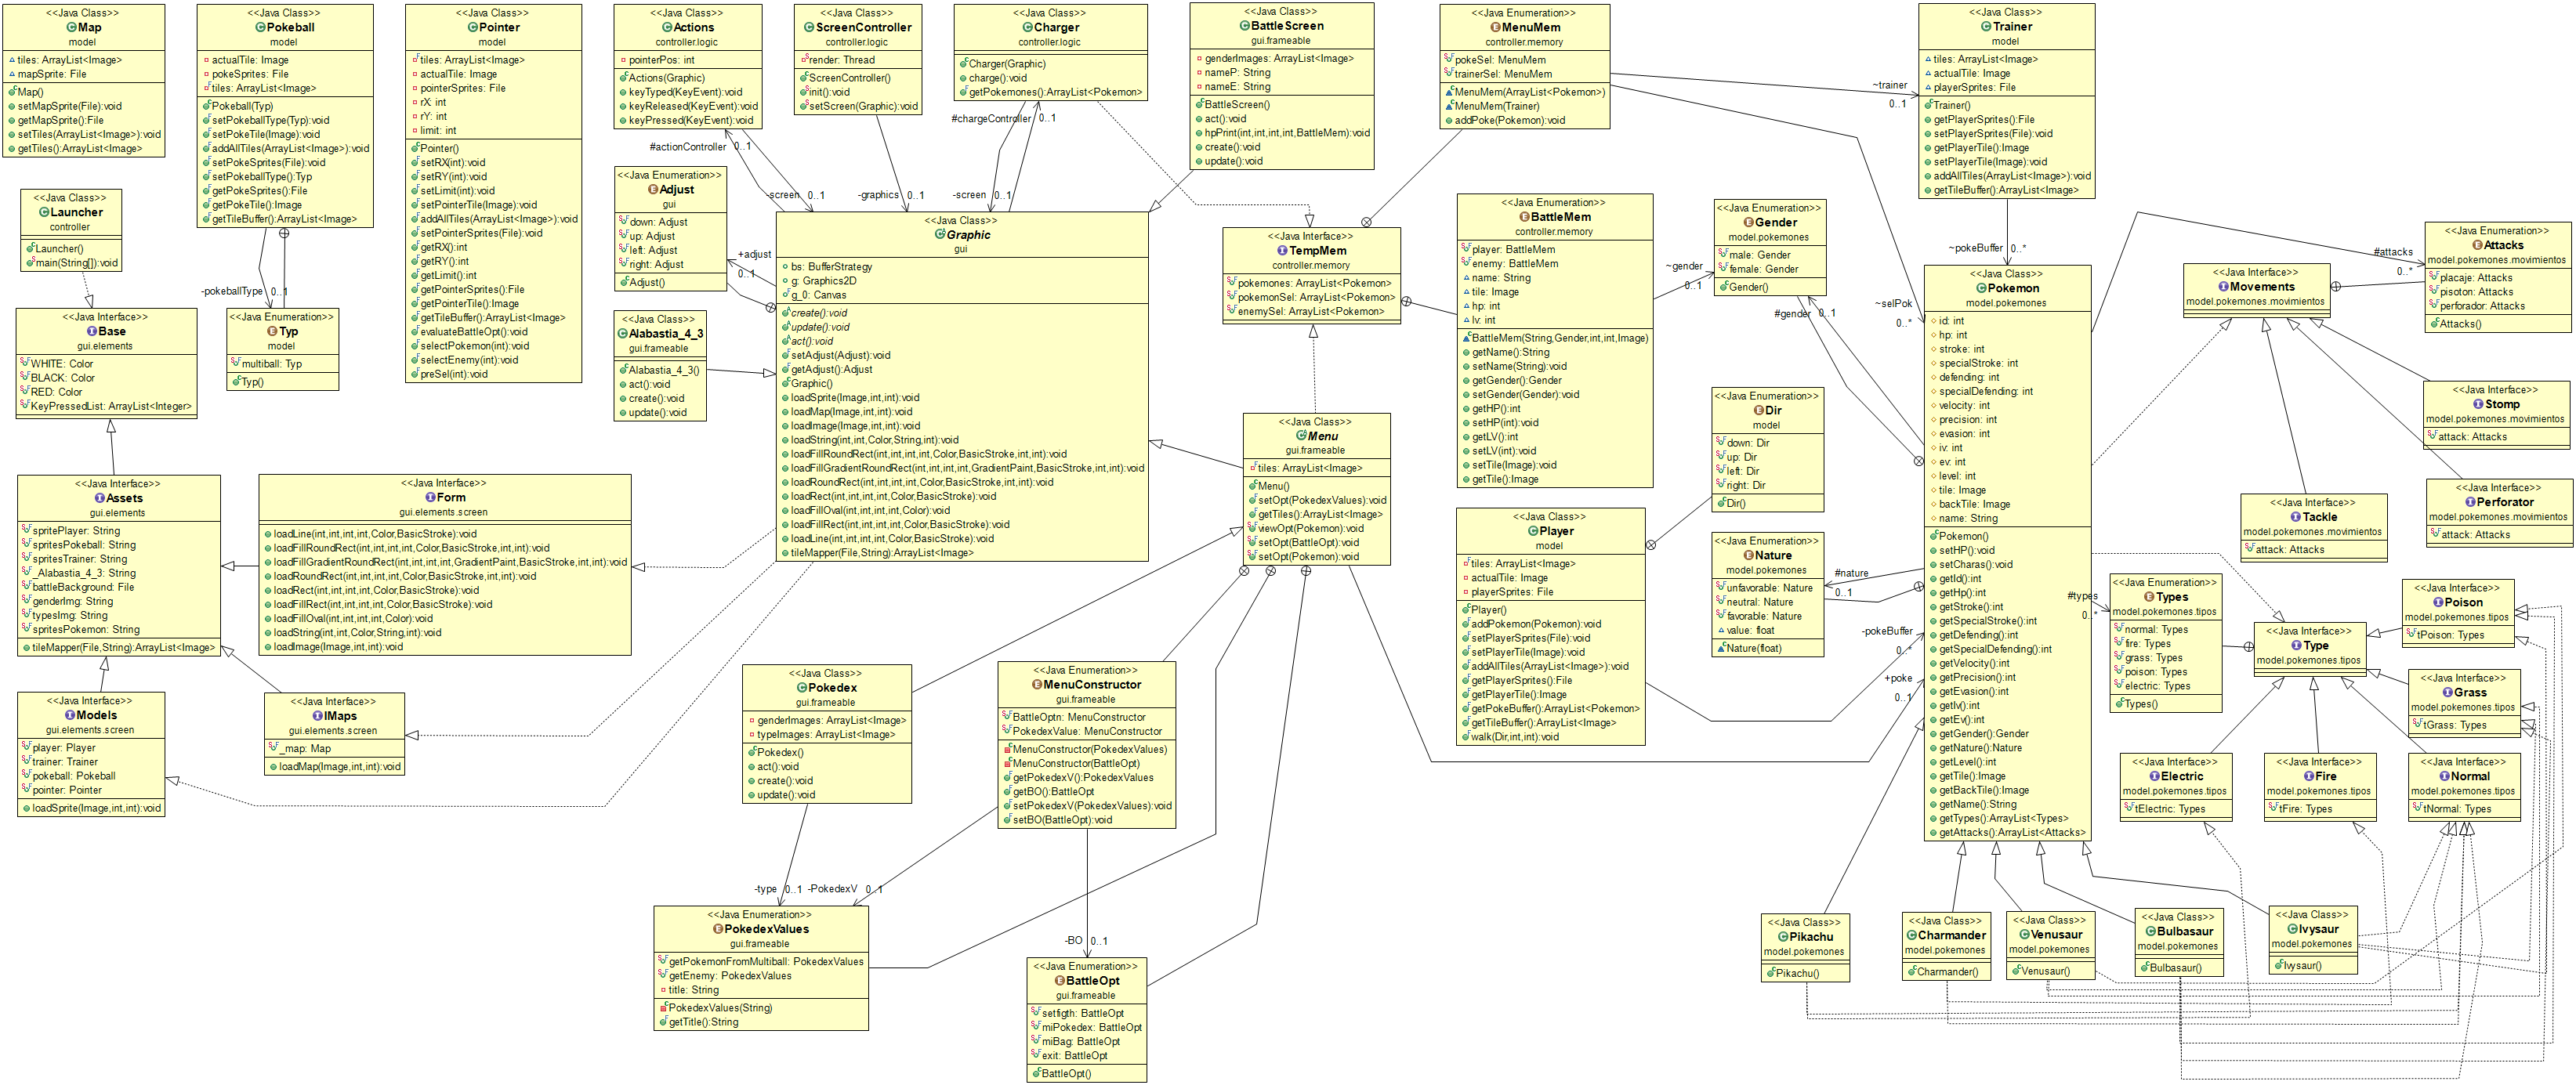 <<Java Class>>
Map
model
tiles: ArrayList<Image>
mapSprite: File
Map()
setMapSprite(File):void
getMapSprite():File
setTiles(ArrayList<Image>):void
getTiles():ArrayList<Image>
<<Java Class>>
Pokeball
model
actualTile: Image
pokeSprites: File
tiles: ArrayList<Image>
Pokeball(Typ)
setPokeballType(Typ):void
setPokeTile(Image):void
addAllTiles(ArrayList<Image>):void
setPokeSprites(File):void
setPokeballType():Typ
getPokeSprites():File
getPokeTile():Image
getTileBuffer():ArrayList<Image>
<<Java Class>>
Pointer
model
tiles: ArrayList<Image>
actualTile: Image
pointerSprites: File
rX: int
rY: int
limit: int
Pointer()
setRX(int):void
setRY(int):void
setLimit(int):void
setPointerTile(Image):void
addAllTiles(ArrayList<Image>):void
setPointerSprites(File):void
getRX():int
getRY():int
getLimit():int
getPointerSprites():File
getPointerTile():Image
getTileBuffer():ArrayList<Image>
evaluateBattleOpt():void
selectPokemon(int):void
selectEnemy(int):void
preSel(int):void
<<Java Class>>
Actions
controller.logic
pointerPos: int
Actions(Graphic)
keyTyped(KeyEvent):void
keyReleased(KeyEvent):void
keyPressed(KeyEvent):void
<<Java Class>>
ScreenController
controller.logic
render: Thread
ScreenController()
init():void
setScreen(Graphic):void
<<Java Class>>
Charger
controller.logic
Charger(Graphic)
charge():void
getPokemones():ArrayList<Pokemon>
<<Java Class>>
BattleScreen
gui.frameable
genderImages: ArrayList<Image>
nameP: String
nameE: String
BattleScreen()
act():void
hpPrint(int,int,int,int,BattleMem):void
create():void
update():void
<<Java Enumeration>>
MenuMem
controller.memory
pokeSel: MenuMem
trainerSel: MenuMem
MenuMem(ArrayList<Pokemon>)
MenuMem(Trainer)
addPoke(Pokemon):void
<<Java Class>>
Trainer
model
tiles: ArrayList<Image>
actualTile: Image
playerSprites: File
Trainer()
getPlayerSprites():File
setPlayerSprites(File):void
getPlayerTile():Image
setPlayerTile(Image):void
addAllTiles(ArrayList<Image>):void
getTileBuffer():ArrayList<Image>
~trainer
0..1
#chargeController 0..1
#actionController 0..1
-screen 0..1
-graphics 0..1
-screen 0..1
<<Java Class>>
Launcher
controller
Launcher()
main(String[]):void
-pokeballType 0..1
<<Java Enumeration>>
Typ
model
multiball: Typ
Typ()
<<Java Interface>>
Base
gui.elements
WHITE: Color
BLACK: Color
RED: Color
KeyPressedList: ArrayList<Integer>
<<Java Enumeration>>
Adjust
gui
down: Adjust
up: Adjust
left: Adjust
right: Adjust
Adjust()
+adjust
0..1
<<Java Class>>
Alabastia_4_3
gui.frameable
Alabastia_4_3()
act():void
create():void
update():void
<<Java Class>>
Graphic
gui
bs: BufferStrategy
g: Graphics2D
g_0: Canvas
create():void
update():void
act():void
setAdjust(Adjust):void
getAdjust():Adjust
Graphic()
loadSprite(Image,int,int):void
loadMap(Image,int,int):void
loadImage(Image,int,int):void
loadString(int,int,Color,String,int):void
loadFillRoundRect(int,int,int,int,Color,BasicStroke,int,int):void
loadFillGradientRoundRect(int,int,int,int,GradientPaint,BasicStroke,int,int):void
loadRoundRect(int,int,int,int,Color,BasicStroke,int,int):void
loadRect(int,int,int,int,Color,BasicStroke):void
loadFillOval(int,int,int,int,Color):void
loadFillRect(int,int,int,int,Color,BasicStroke):void
loadLine(int,int,int,int,Color,BasicStroke):void
tileMapper(File,String):ArrayList<Image>
<<Java Interface>>
TempMem
controller.memory
pokemones: ArrayList<Pokemon>
pokemonSel: ArrayList<Pokemon>
enemySel: ArrayList<Pokemon>
<<Java Enumeration>>
BattleMem
controller.memory
player: BattleMem
enemy: BattleMem
name: String
tile: Image
hp: int
lv: int
BattleMem(String,Gender,int,int,Image)
getName():String
setName(String):void
getGender():Gender
setGender(Gender):void
getHP():int
setHP(int):void
getLV():int
setLV(int):void
setTile(Image):void
getTile():Image
~gender
0..1
<<Java Enumeration>>
Gender
model.pokemones
male: Gender
female: Gender
Gender()
#gender 0..1
~pokeBuffer 0..*
~selPok
0..*
<<Java Class>>
Pokemon
model.pokemones
id: int
hp: int
stroke: int
specialStroke: int
defending: int
specialDefending: int
velocity: int
precision: int
evasion: int
iv: int
ev: int
level: int
tile: Image
backTile: Image
name: String
Pokemon()
setHP():void
setCharas():void
getId():int
getHp():int
getStroke():int
getSpecialStroke():int
getDefending():int
getSpecialDefending():int
getVelocity():int
getPrecision():int
getEvasion():int
getIv():int
getEv():int
getGender():Gender
getNature():Nature
getLevel():int
getTile():Image
getBackTile():Image
getName():String
getTypes():ArrayList<Types>
getAttacks():ArrayList<Attacks>
#attacks
0..*
<<Java Enumeration>>
Attacks
model.pokemones.movimientos
placaje: Attacks
pisoton: Attacks
perforador: Attacks
Attacks()
<<Java Interface>>
Movements
model.pokemones.movimientos
<<Java Interface>>
Stomp
model.pokemones.movimientos
attack: Attacks
<<Java Interface>>
Tackle
model.pokemones.movimientos
attack: Attacks
<<Java Interface>>
Perforator
model.pokemones.movimientos
attack: Attacks
<<Java Interface>>
Assets
gui.elements
spritePlayer: String
spritesPokeball: String
spritesTrainer: String
_Alabastia_4_3: String
battleBackground: File
genderImg: String
typesImg: String
spritesPokemon: String
tileMapper(File,String):ArrayList<Image>
<<Java Interface>>
Form
gui.elements.screen
loadLine(int,int,int,int,Color,BasicStroke):void
loadFillRoundRect(int,int,int,int,Color,BasicStroke,int,int):void
loadFillGradientRoundRect(int,int,int,int,GradientPaint,BasicStroke,int,int):void
loadRoundRect(int,int,int,int,Color,BasicStroke,int,int):void
loadRect(int,int,int,int,Color,BasicStroke):void
loadFillRect(int,int,int,int,Color,BasicStroke):void
loadFillOval(int,int,int,int,Color):void
loadString(int,int,Color,String,int):void
loadImage(Image,int,int):void
<<Java Class>>
Menu
gui.frameable
tiles: ArrayList<Image>
Menu()
setOpt(PokedexValues):void
getTiles():ArrayList<Image>
viewOpt(Pokemon):void
setOpt(BattleOpt):void
setOpt(Pokemon):void
<<Java Enumeration>>
Dir
model
down: Dir
up: Dir
left: Dir
right: Dir
Dir()
<<Java Class>>
Player
model
tiles: ArrayList<Image>
actualTile: Image
playerSprites: File
Player()
addPokemon(Pokemon):void
setPlayerSprites(File):void
setPlayerTile(Image):void
addAllTiles(ArrayList<Image>):void
getPlayerSprites():File
getPlayerTile():Image
getPokeBuffer():ArrayList<Pokemon>
getTileBuffer():ArrayList<Image>
walk(Dir,int,int):void
<<Java Enumeration>>
Nature
model.pokemones
unfavorable: Nature
neutral: Nature
favorable: Nature
value: float
Nature(float)
#nature
0..1
-pokeBuffer
0..*
+poke
0..1
#types
0..*
<<Java Enumeration>>
Types
model.pokemones.tipos
normal: Types
fire: Types
grass: Types
poison: Types
electric: Types
Types()
<<Java Interface>>
Type
model.pokemones.tipos
<<Java Interface>>
Poison
model.pokemones.tipos
tPoison: Types
<<Java Interface>>
Grass
model.pokemones.tipos
tGrass: Types
<<Java Interface>>
Electric
model.pokemones.tipos
tElectric: Types
<<Java Interface>>
Fire
model.pokemones.tipos
tFire: Types
<<Java Interface>>
Normal
model.pokemones.tipos
tNormal: Types
<<Java Interface>>
Models
gui.elements.screen
player: Player
trainer: Trainer
pokeball: Pokeball
pointer: Pointer
loadSprite(Image,int,int):void
<<Java Interface>>
IMaps
gui.elements.screen
_map: Map
loadMap(Image,int,int):void
<<Java Class>>
Pokedex
gui.frameable
genderImages: ArrayList<Image>
typeImages: ArrayList<Image>
Pokedex()
act():void
create():void
update():void
<<Java Enumeration>>
MenuConstructor
gui.frameable
BattleOptn: MenuConstructor
PokedexValue: MenuConstructor
MenuConstructor(PokedexValues)
MenuConstructor(BattleOpt)
getPokedexV():PokedexValues
getBO():BattleOpt
setPokedexV(PokedexValues):void
setBO(BattleOpt):void
-type 0..1
-PokedexV 0..1
<<Java Enumeration>>
PokedexValues
gui.frameable
getPokemonFromMultiball: PokedexValues
getEnemy: PokedexValues
title: String
PokedexValues(String)
getTitle():String
-BO 0..1
<<Java Enumeration>>
BattleOpt
gui.frameable
setfigth: BattleOpt
miPokedex: BattleOpt
miBag: BattleOpt
exit: BattleOpt
BattleOpt()
<<Java Class>>
Pikachu
model.pokemones
Pikachu()
<<Java Class>>
Charmander
model.pokemones
Charmander()
<<Java Class>>
Venusaur
model.pokemones
Venusaur()
<<Java Class>>
Bulbasaur
model.pokemones
Bulbasaur()
<<Java Class>>
Ivysaur
model.pokemones
Ivysaur()